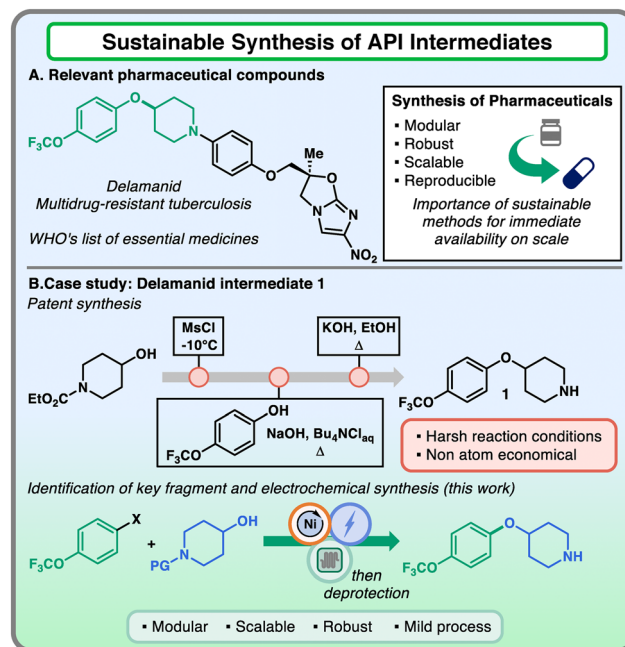 Sustainable Synthesis of API Intermediates
A. Relevant pharmaceutical compounds
O
F₃CO
N
O
Me
O
N
N
NO₂
Delamanid
Multidrug-resistant tuberculosis
WHO's list of essential medicines
Synthesis of Pharmaceuticals
▪ Modular
▪ Robust
▪ Scalable
▪ Reproducible
Importance of sustainable
methods for immediate
availability on scale
B.Case study: Delamanid intermediate 1
Patent synthesis
OH
N
EtO₂C
MsCl
-10°C
OH
NaOH, Bu₄NClaq
F₃CO
Δ
KOH, EtOH
Δ
O
1
NH
F₃CO
▪ Harsh reaction conditions
▪ Non atom economical
Identification of key fragment and electrochemical synthesis (this work)
X
F₃CO
+
OH
N
PG
Ni
then
deprotection
O
NH
F₃CO
▪ Modular ▪ Scalable ▪ Robust ▪ Mild process